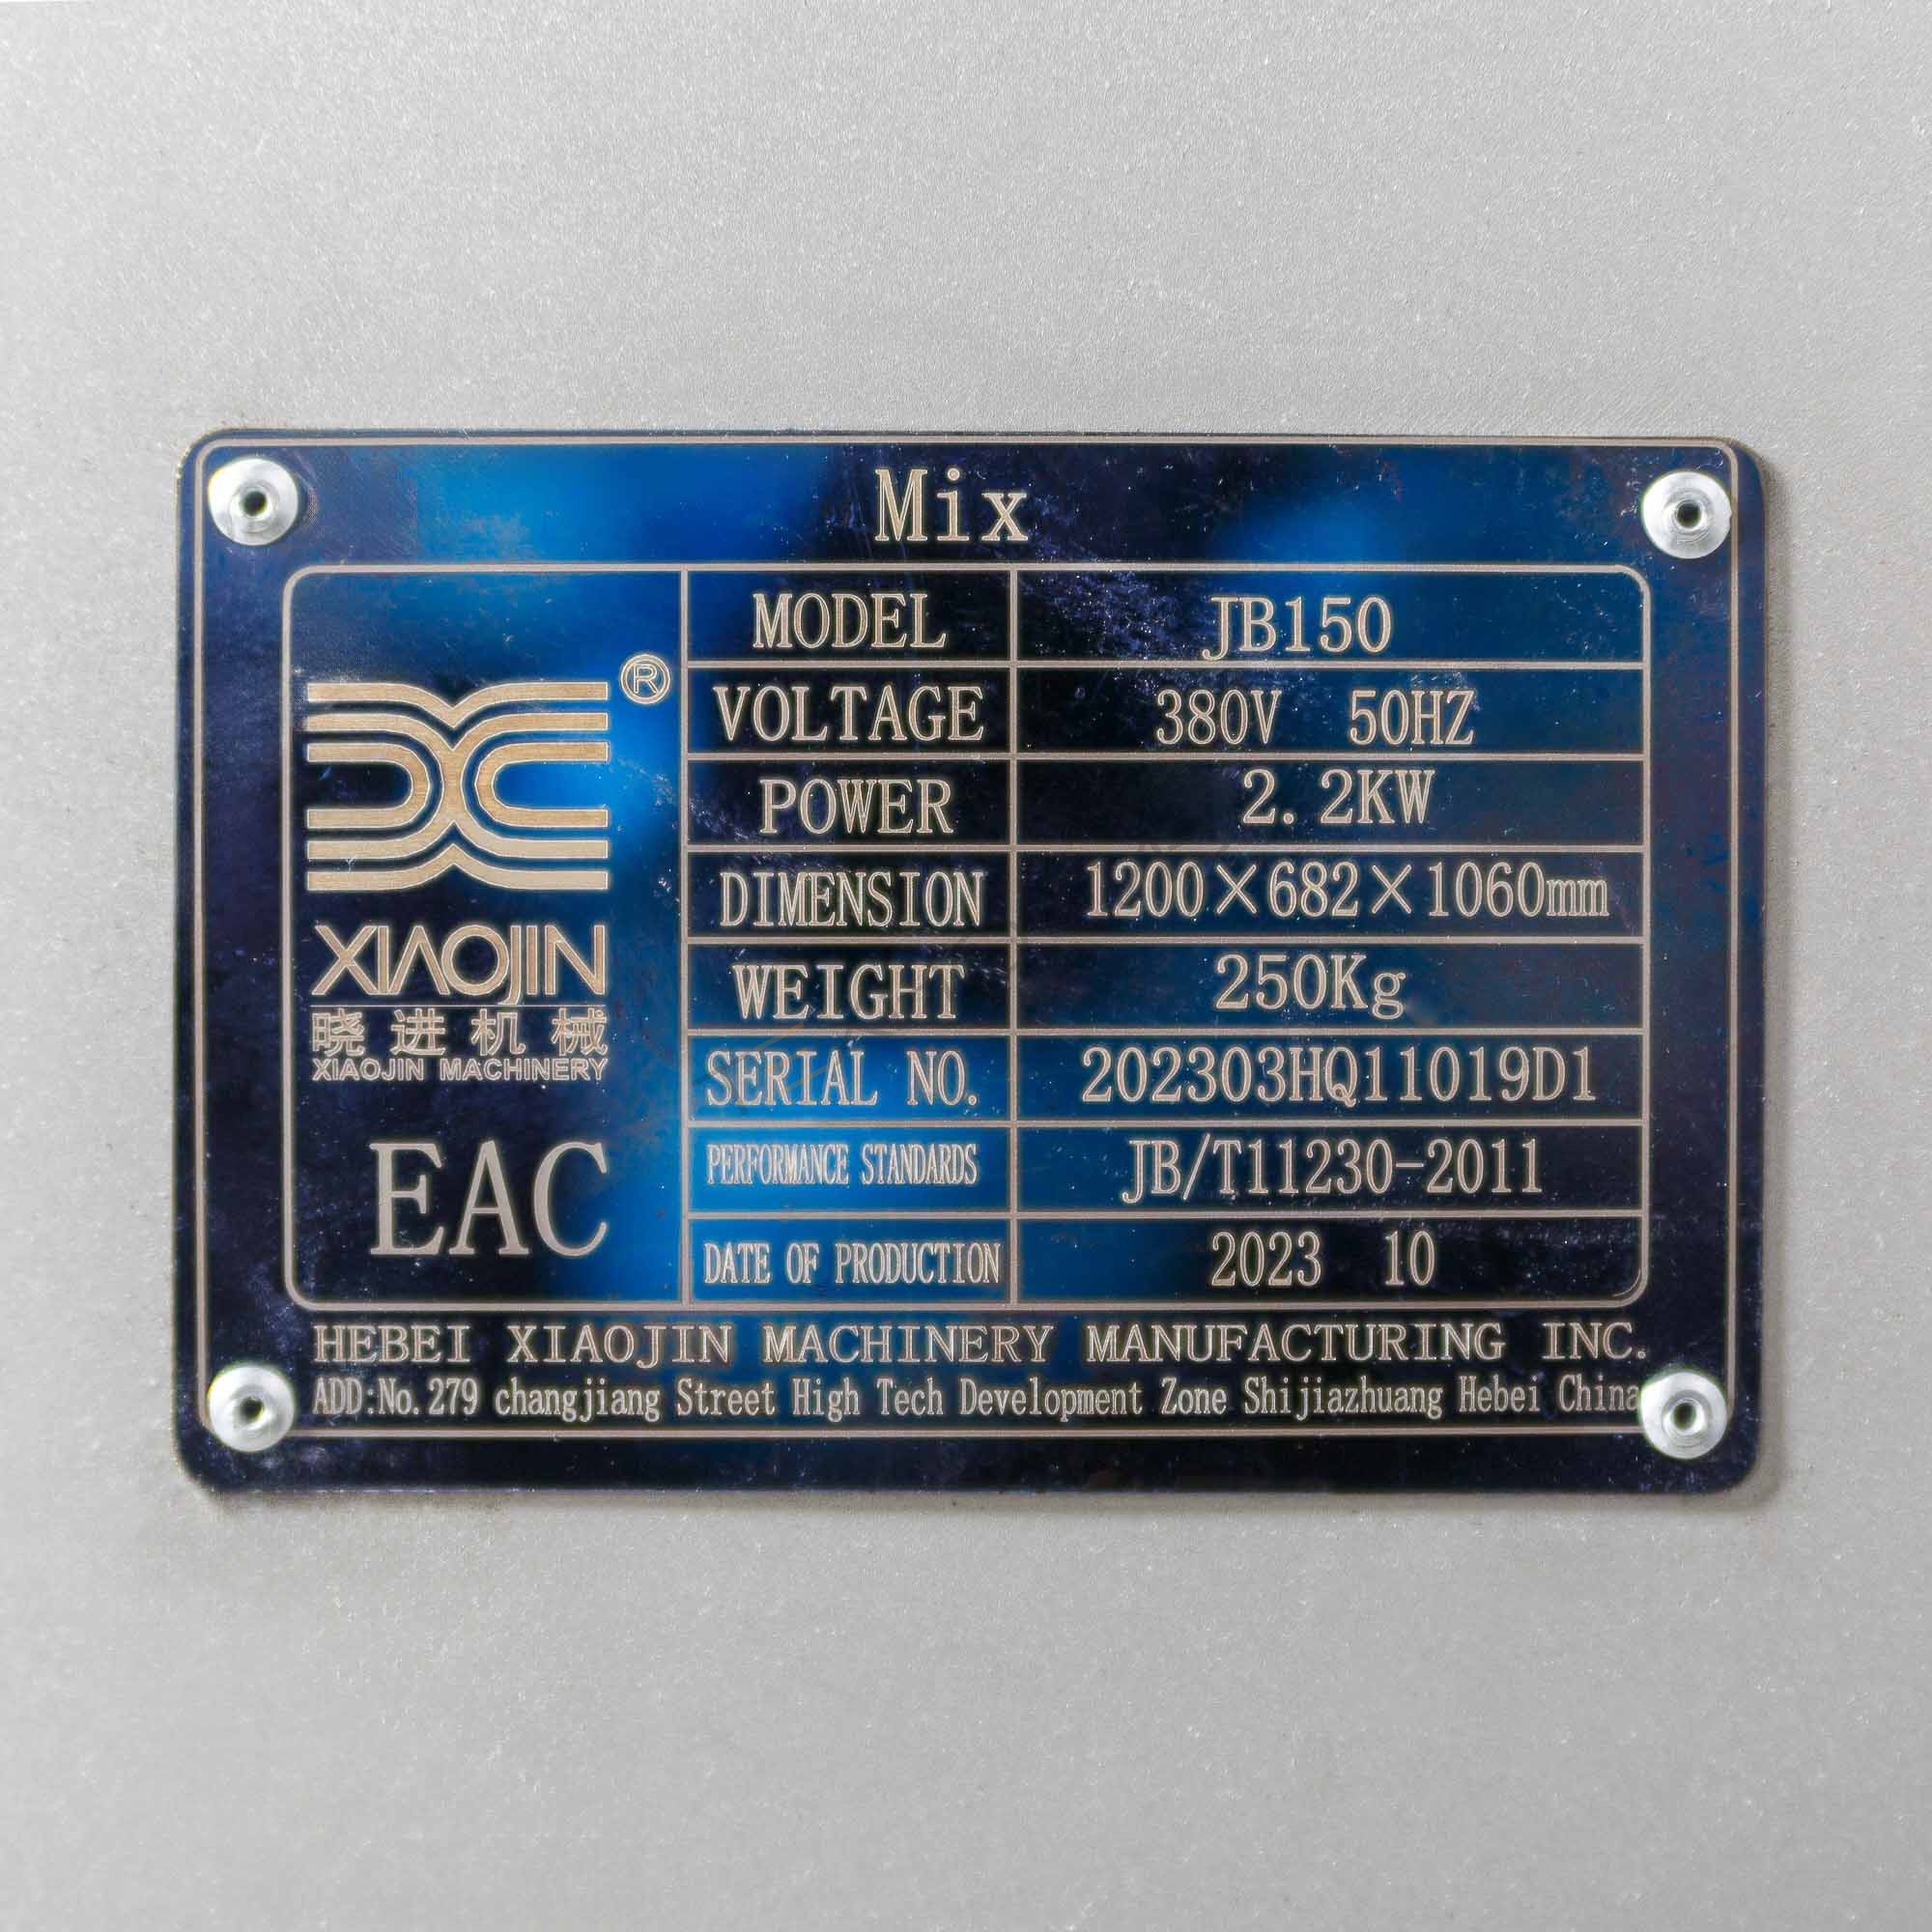 Mix
MODEL JB150
VOLTAGE 380V 50HZ
POWER 2.2KW
DIMENSION 1200×682×1060mm
WEIGHT 250Kg
SERIAL NO. 202303HQ11019D1
PERFORMANCE STANDARDS JB/T11230-2011
DATE OF PRODUCTION 2023 10
®
XIAOJIN
晓进机械
XIAOJIN MACHINERY
EAC
HEBEI XIAOJIN MACHINERY MANUFACTURING INC.
ADD:No.279 changjiang Street High Tech Development Zone Shijiazhuang Hebei China